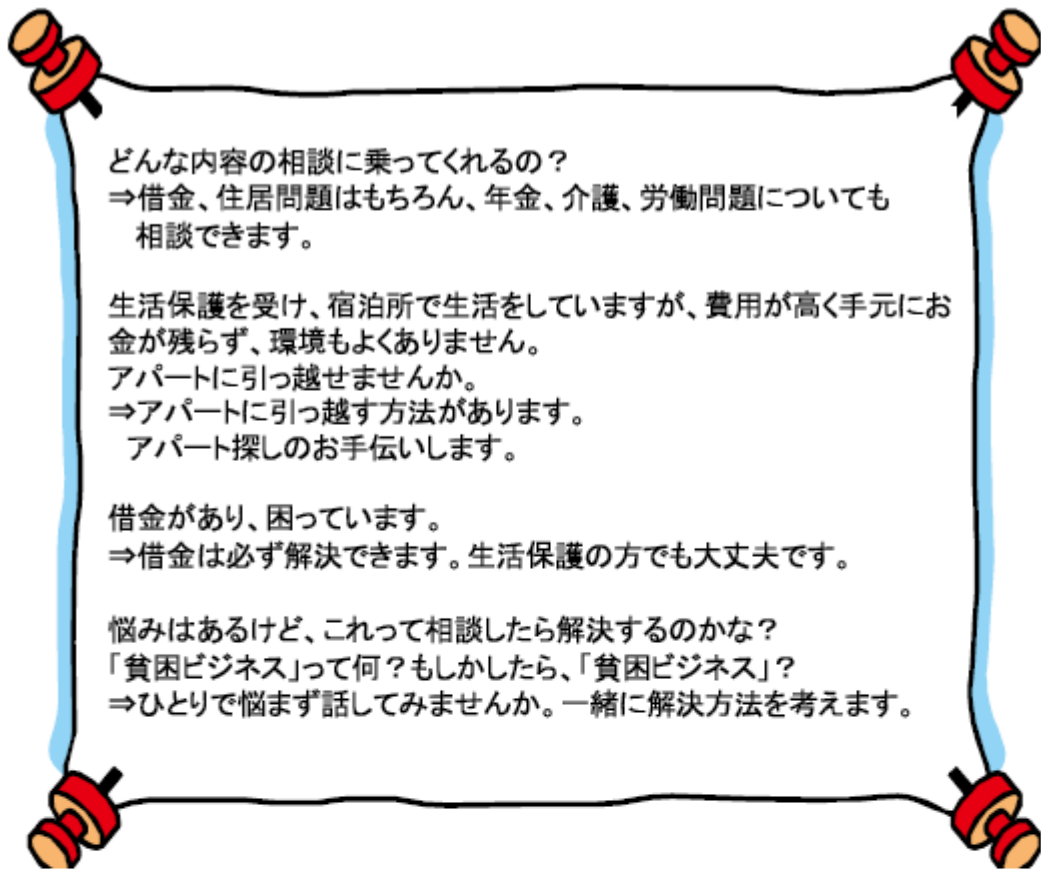 どんな内容の相談に乗ってくれるの？
⇒借金、住居問題はもちろん、年金、介護、労働問題についても
相談できます。
生活保護を受け、宿泊所で生活をしていますが、費用が高く手元にお
金が残らず、環境もよくありません。
アパートに引っ越せませんか。
⇒アパートに引っ越す方法があります。
アパート探しのお手伝いします。
借金があり、困っています。
⇒借金は必ず解決できます。生活保護の方でも大丈夫です。
悩みはあるけど、これって相談したら解決するのかな？
「貧困ビジネス」って何？もしかしたら、「貧困ビジネス」？
⇒ひとりで悩まず話してみませんか。一緒に解決方法を考えます。